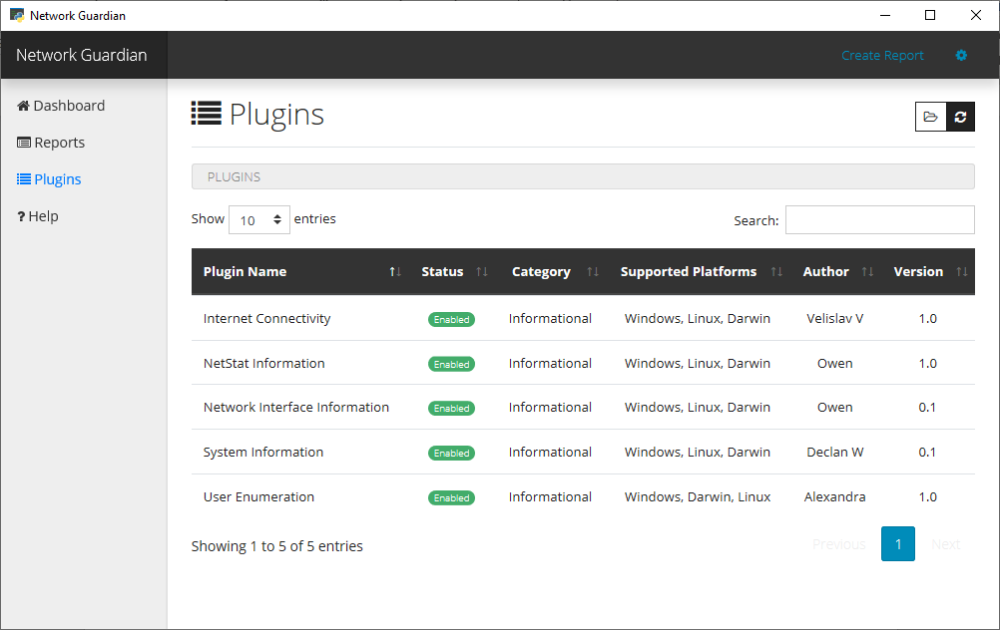 Network Guardian
Network Guardian Create Report
Dashboard
Reports
Plugins
? Help
Plugins
PLUGINS
Show 10 entries Search:
Plugin Name Status Category Supported Platforms Author Version
Internet Connectivity Enabled Informational Windows, Linux, Darwin Velislav V 1.0
NetStat Information Enabled Informational Windows, Linux, Darwin Owen 1.0
Network Interface Information Enabled Informational Windows, Linux, Darwin Owen 0.1
System Information Enabled Informational Windows, Linux, Darwin Declan W 0.1
User Enumeration Enabled Informational Windows, Darwin, Linux Alexandra 1.0
Showing 1 to 5 of 5 entries Previous 1 Next